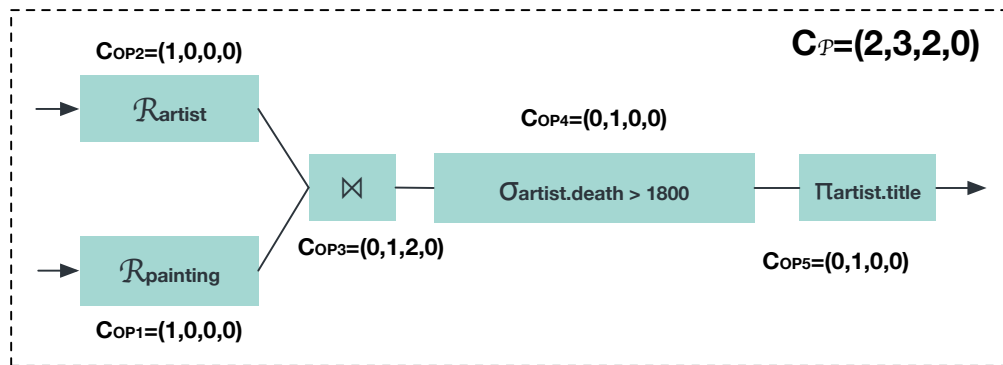 C𝒫=(2,3,2,0)
COP2=(1,0,0,0)
ℛartist
COP4=(0,1,0,0)
⋈
σartist.death > 1800
Πartist.title
COP3=(0,1,2,0)
ℛpainting
COP5=(0,1,0,0)
COP1=(1,0,0,0)